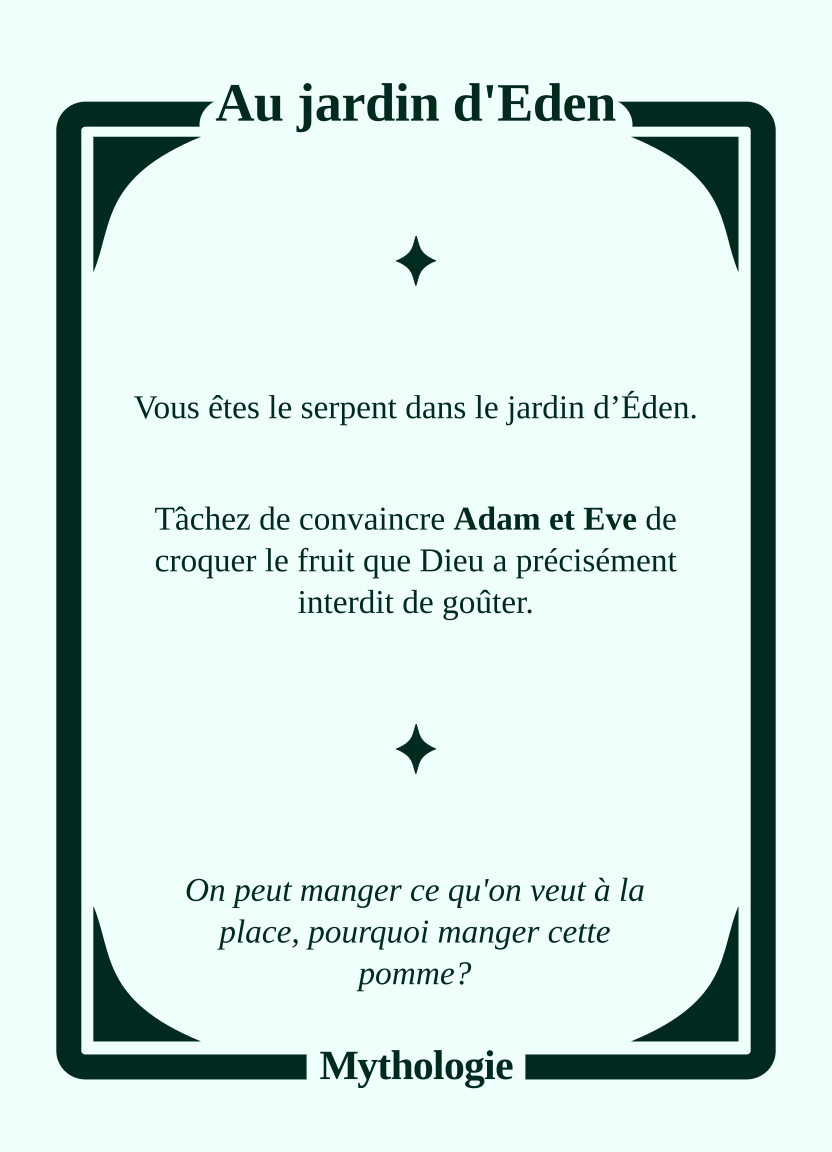 Au jardin d'Eden
Vous êtes le serpent dans le jardin d’Éden.
Tâchez de convaincre Adam et Eve de
croquer le fruit que Dieu a précisément
interdit de goûter.
On peut manger ce qu'on veut à la
place, pourquoi manger cette
pomme?
Mythologie